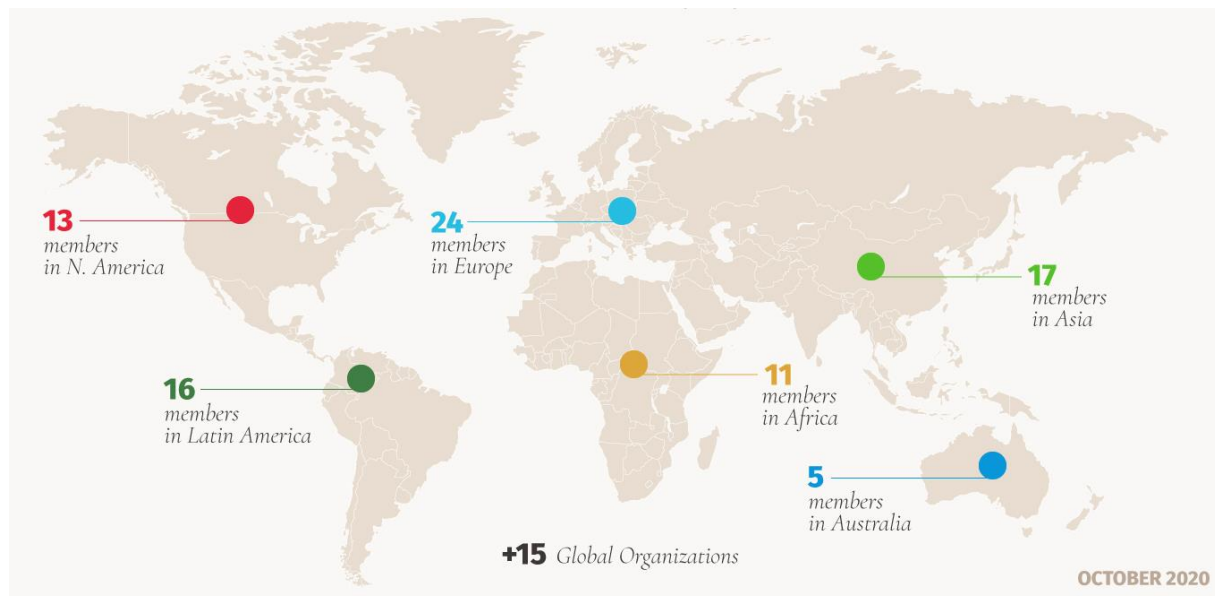 13
members
in N. America
24
members
in Europe
17
members
in Asia
16
members
in Latin America
11
members
in Africa
5
members
in Australia
+15 Global Organizations
OCTOBER 2020